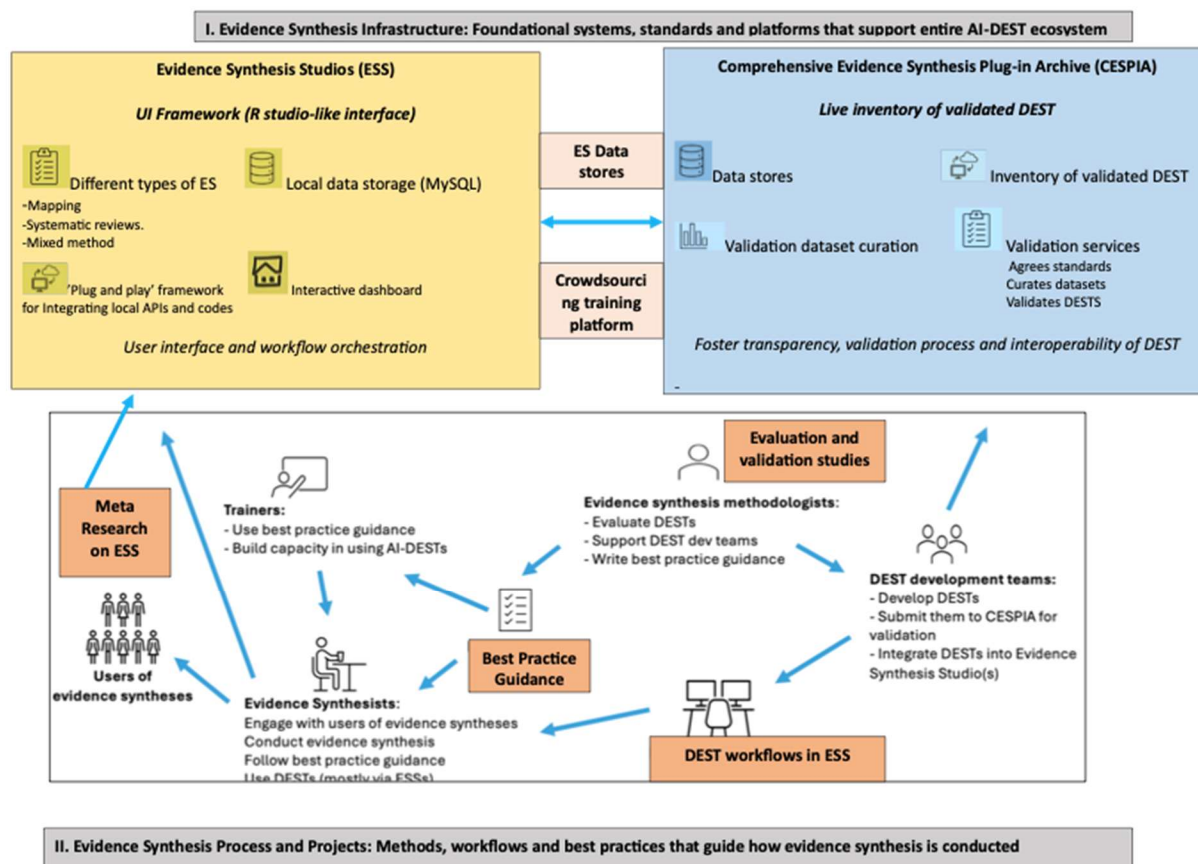 I. Evidence Synthesis Infrastructure: Foundational systems, standards and platforms that support entire AI-DEST ecosystem
Evidence Synthesis Studios (ESS)
UI Framework (R studio-like interface)
Different types of ES
-Mapping
-Systematic reviews.
-Mixed method
Local data storage (MySQL)
'Plug and play' framework
for Integrating local APIs and codes
Interactive dashboard
User interface and workflow orchestration
ES Data
stores
Crowdsourci
ng training
platform
Comprehensive Evidence Synthesis Plug-in Archive (CESPIA)
Live inventory of validated DEST
Data stores
Inventory of validated DEST
Validation dataset curation
Validation services
Agrees standards
Curates datasets
Validates DESTS
Foster transparency, validation process and interoperability of DEST
-
Meta
Research
on ESS
Users of
evidence syntheses
Trainers:
- Use best practice guidance
- Build capacity in using AI-DESTs
Evaluation and
validation studies
Evidence synthesis methodologists:
- Evaluate DESTs
- Support DEST dev teams
- Write best practice guidance
DEST development teams:
- Develop DESTs
- Submit them to CESPIA for
validation
- Integrate DESTs into Evidence
Synthesis Studio(s)
Best Practice
Guidance
Evidence Synthesists:
Engage with users of evidence syntheses
Conduct evidence synthesis
Follow best practice guidance
Use DESTs (mostly via ESSs)
DEST workflows in ESS
II. Evidence Synthesis Process and Projects: Methods, workflows and best practices that guide how evidence synthesis is conducted